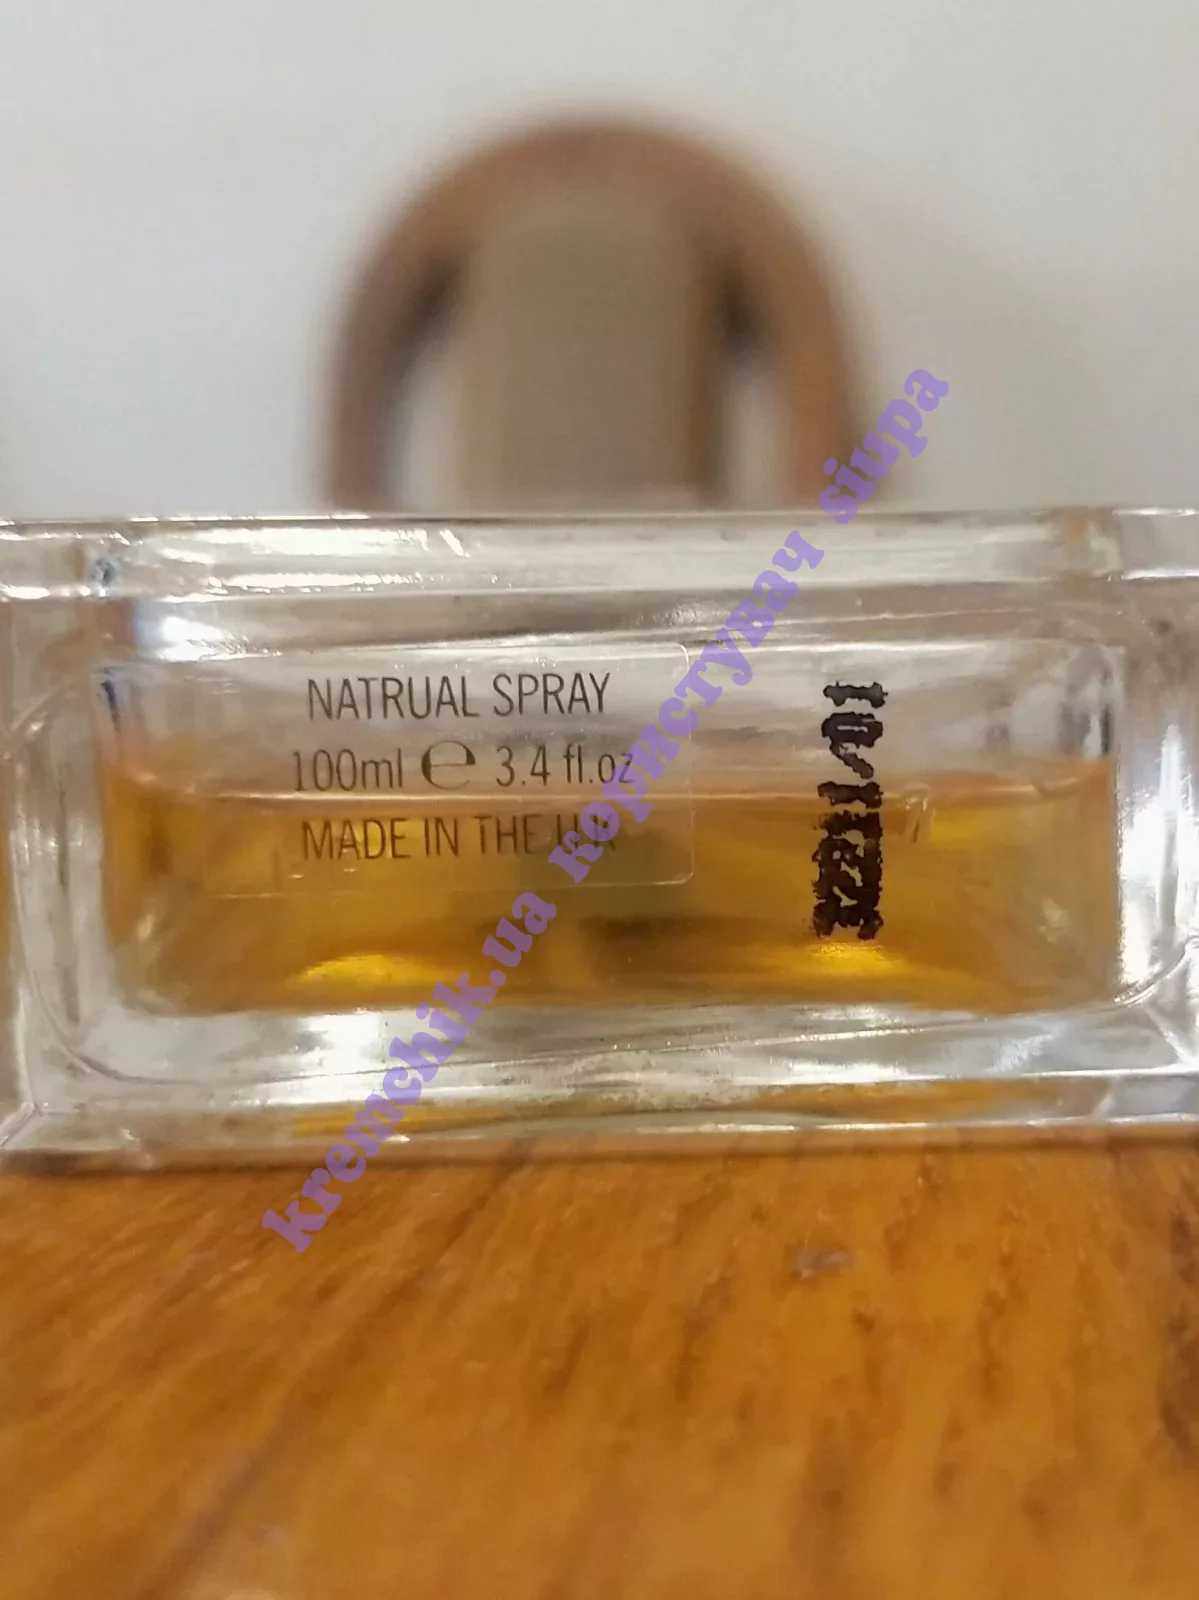 NATRUAL SPRAY
100ml ℮ 3.4 fl.oz
MADE IN THE U.K
kremchik.ua користувач siupa